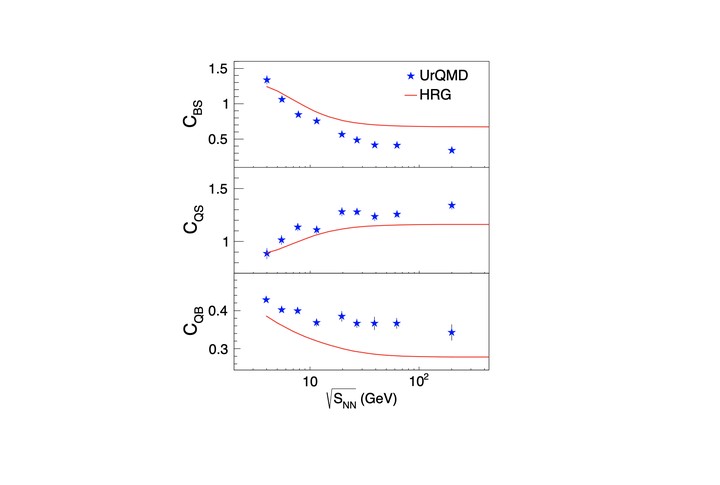 1.5
UrQMD
HRG
1
C_BS
0.5
1.5
C_QS
1
0.4
C_QB
0.3
10
10²
√S_NN (GeV)